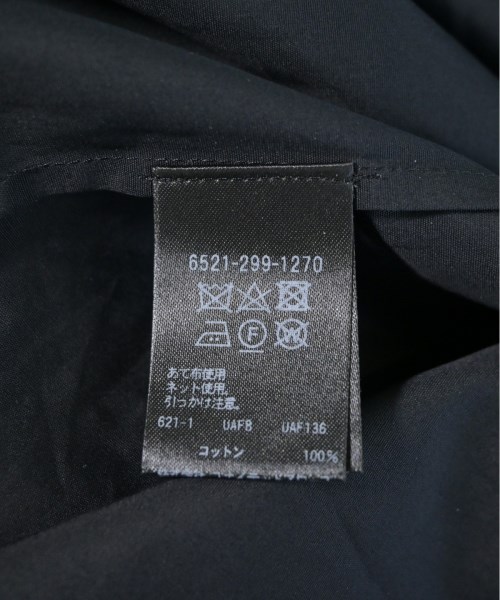 6521-299-1270
F W
あて布使用
ネット使用。
引っかけ注意。
621-1 UAF8 UAF136
コットン 100%